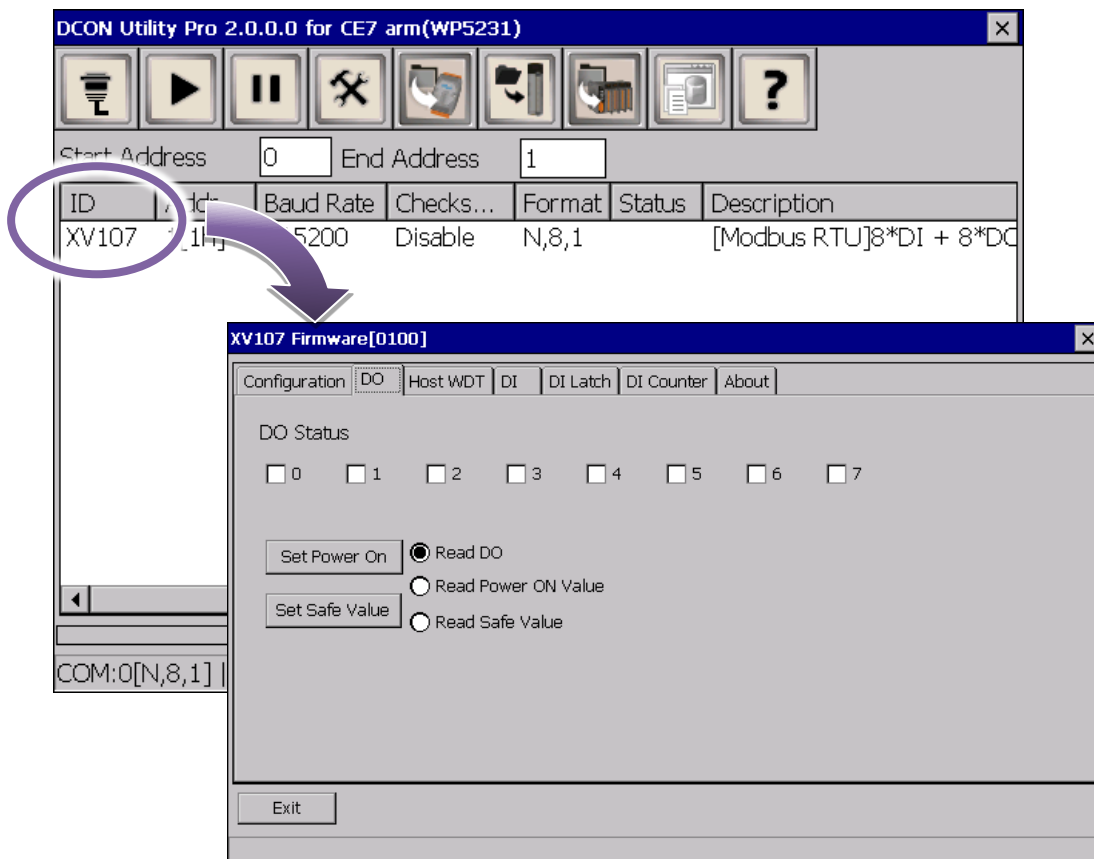 DCON Utility Pro 2.0.0.0 for CE7 arm(WP5231)
?
Start Address 0 End Address 1
ID Addr Baud Rate Checks... Format Status Description
XV107 Disable N,8,1 [Modbus RTU]8*DI + 8*DO
XV107 Firmware[0100]
Configuration DO Host WDT DI DI Latch DI Counter About
DO Status
0 1 2 3 4 5 6 7
Set Power On Read DO
Read Power ON Value
Set Safe Value Read Safe Value
COM:0[N,8,1] |
Exit